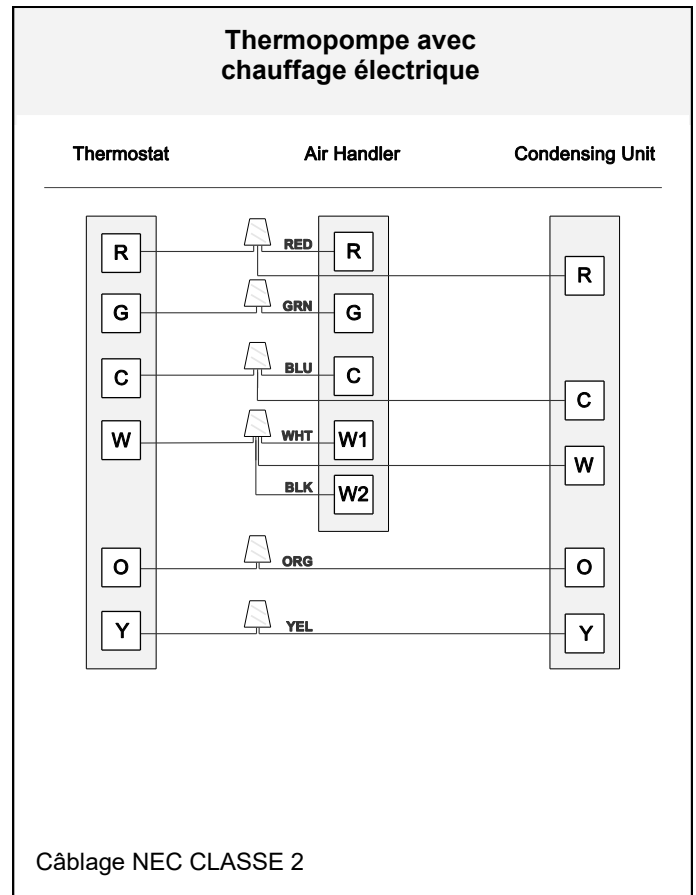 Thermopompe avec
chauffage électrique
Thermostat Air Handler Condensing Unit
R RED R
R
G GRN G
C BLU C
C
W WHT W1
W
BLK W2
O ORG O
Y YEL Y
Câblage NEC CLASSE 2